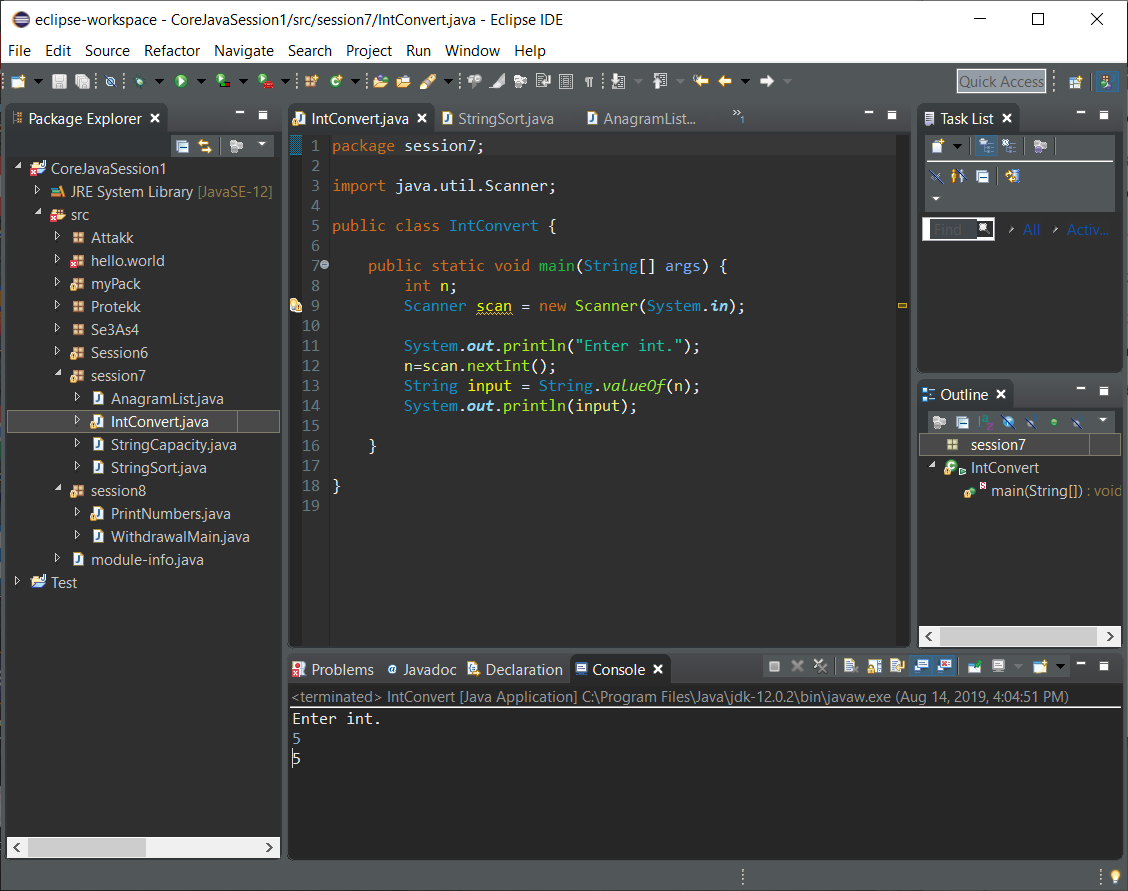 eclipse-workspace - CoreJavaSession1/src/session7/IntConvert.java - Eclipse IDE
File Edit Source Refactor Navigate Search Project Run Window Help
Quick Access
Package Explorer
CoreJavaSession1
JRE System Library [JavaSE-12]
src
Attakk
hello.world
myPack
Protekk
Se3As4
Session6
session7
AnagramList.java
IntConvert.java
StringCapacity.java
StringSort.java
session8
PrintNumbers.java
WithdrawalMain.java
module-info.java
Test
IntConvert.java StringSort.java AnagramList... »1
1 package session7;
2
3 import java.util.Scanner;
4
5 public class IntConvert {
6
7 public static void main(String[] args) {
8 int n;
9 Scanner scan = new Scanner(System.in);
10
11 System.out.println("Enter int.");
12 n=scan.nextInt();
13 String input = String.valueOf(n);
14 System.out.println(input);
15
16 }
17
18 }
19
Task List
Find All Activ...
Outline
session7
IntConvert
main(String[]) : void
Problems @ Javadoc Declaration Console
<terminated> IntConvert [Java Application] C:\Program Files\Java\jdk-12.0.2\bin\javaw.exe (Aug 14, 2019, 4:04:51 PM)
Enter int.
5
5